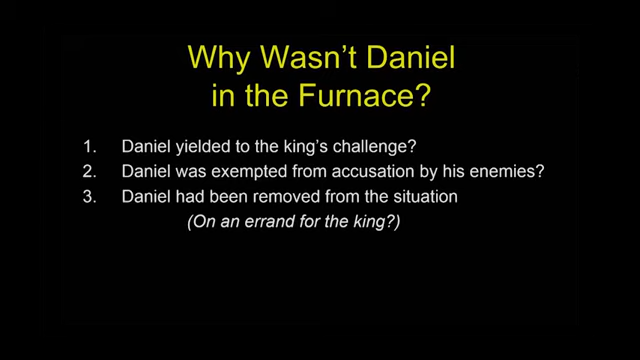 Why Wasn’t Daniel
in the Furnace?
1. Daniel yielded to the king’s challenge?
2. Daniel was exempted from accusation by his enemies?
3. Daniel had been removed from the situation
(On an errand for the king?)